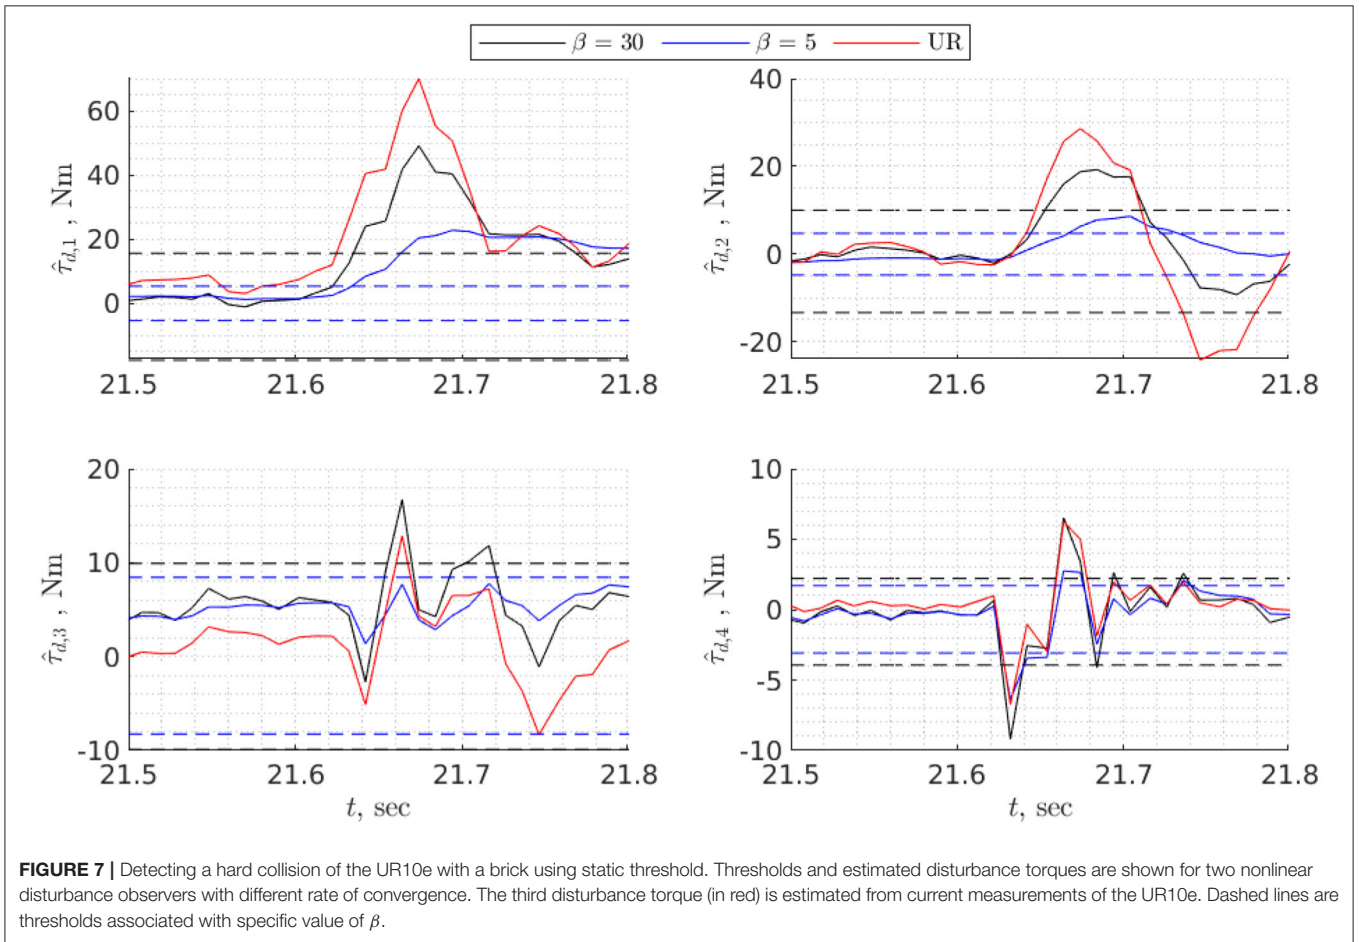 β = 30 β = 5 UR
60
40
20
0
τ̂d,1 , Nm
21.5 21.6 21.7 21.8
40
20
0
-20
τ̂d,2 , Nm
21.5 21.6 21.7 21.8
20
10
0
-10
τ̂d,3 , Nm
21.5 21.6 21.7 21.8
t, sec
10
5
0
-5
-10
τ̂d,4 , Nm
21.5 21.6 21.7 21.8
t, sec
FIGURE 7 | Detecting a hard collision of the UR10e with a brick using static threshold. Thresholds and estimated disturbance torques are shown for two nonlinear
disturbance observers with different rate of convergence. The third disturbance torque (in red) is estimated from current measurements of the UR10e. Dashed lines are
thresholds associated with specific value of β.